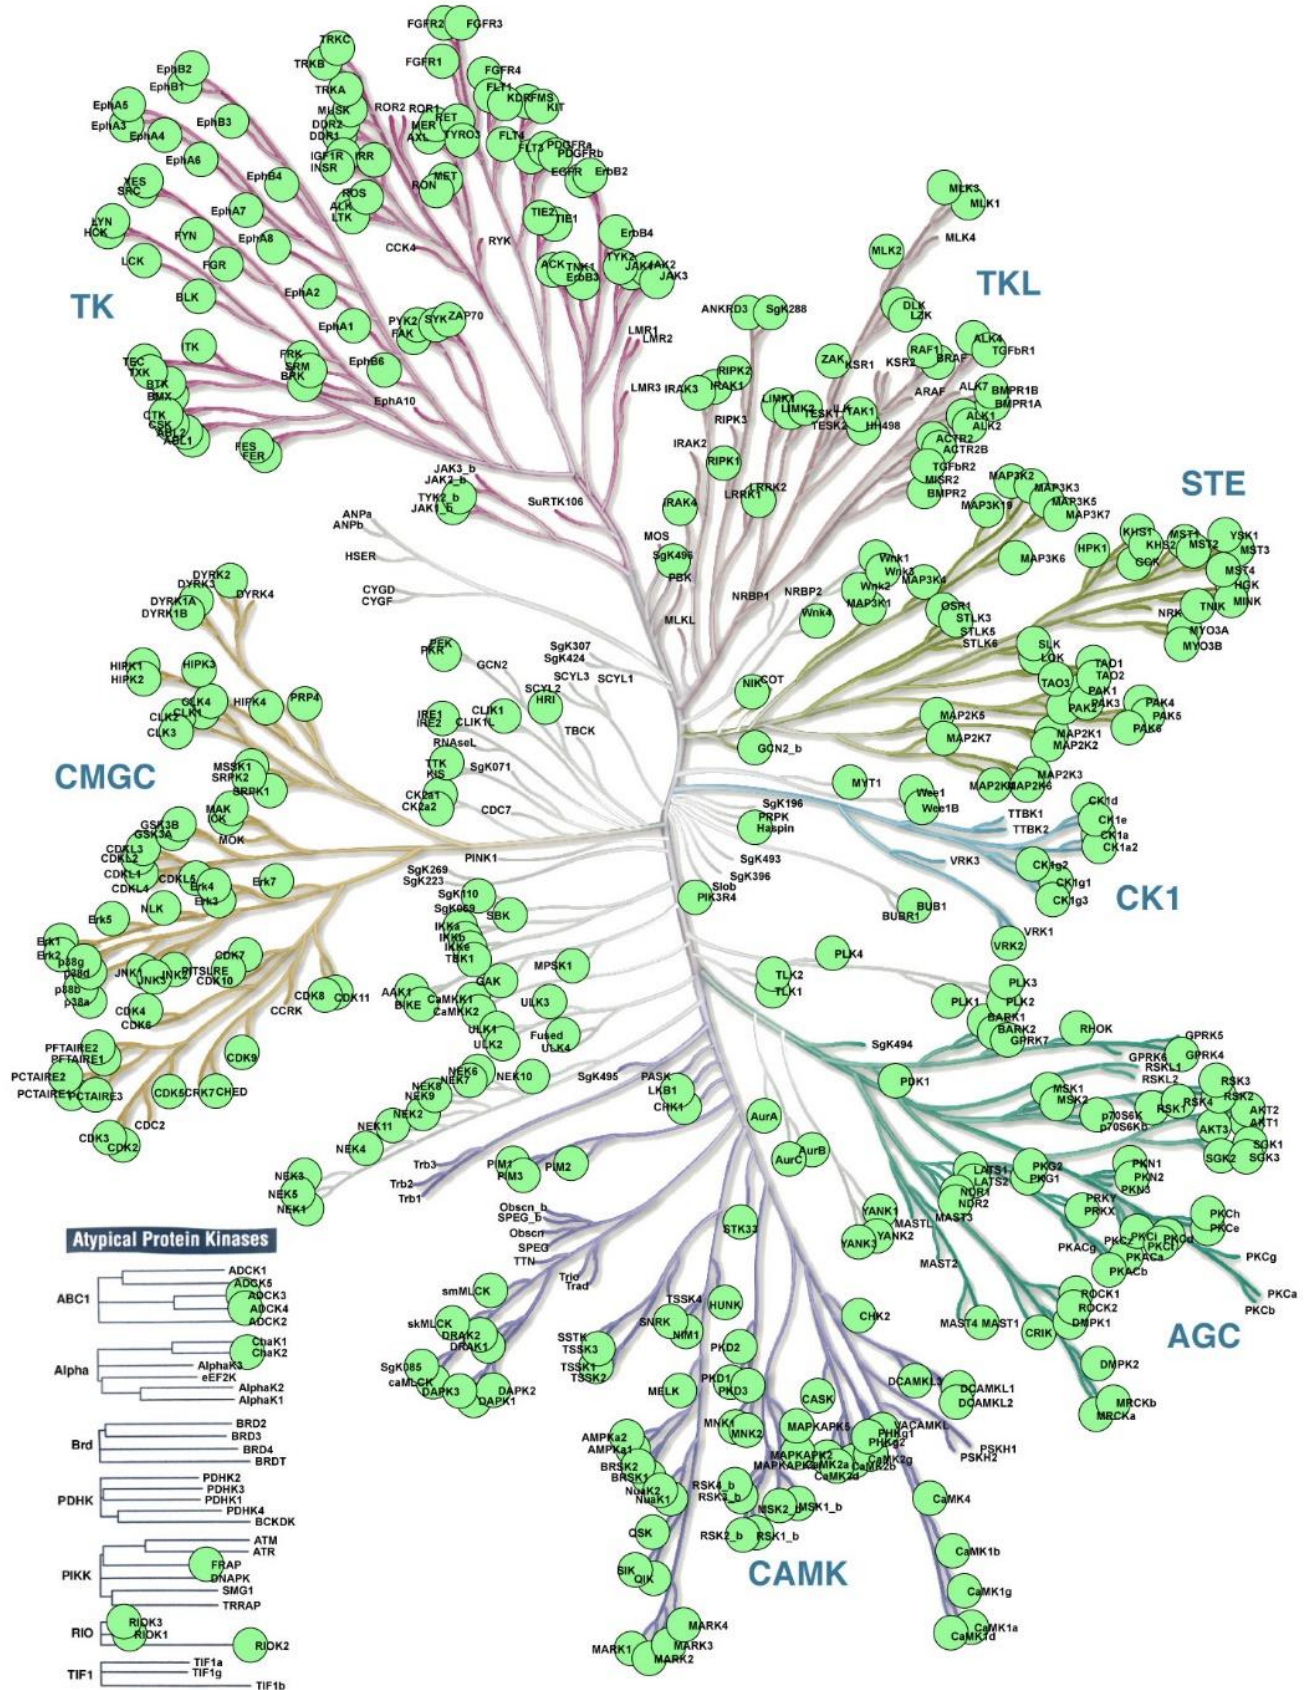 FGFR2
FGFR3
TRKC
TRKB
FGFR1
FGFR4
EphB2
EphB1
TRKA
FLT1
KDR
FMS
KIT
EphA5
EphA3
EphB3
EphA4
MUSK
DDR2
DDR1
ROR2
ROR1
RET
MER
AXL
TYRO3
FLT4
FLT3
PDGFRa
PDGFRb
EphA6
IGF1R
INSR
IRR
EGFR
ErbB2
EphB4
MET
RON
YES
SRC
ROS
ALK
LTK
MLK3
MLK1
EphA7
TIE2
TIE1
LYN
HCK
FYN
EphA8
CCK4
RYK
ErbB4
MLK4
MLK2
LCK
FGR
ACK
TNK1
ErbB3
TYK2
JAK1
JAK2
JAK3
TKL
BLK
EphA2
TK
ANKRD3
SgK288
DLK
LZK
EphA1
PYK2
FAK
SYK
ZAP70
LMR1
LMR2
ALK4
TGFbR1
ITK
FRK
SRM
BRK
EphB6
ZAK
KSR1
KSR2
RAF1
BRAF
TEC
TXK
BTK
BMX
RIPK2
IRAK3
IRAK1
LMR3
ARAF
ALK7
BMPR1B
BMPR1A
EphA10
CTK
CSK
ABL2
ABL1
LIMK1
LIMK2
TESK1
TESK2
ILK
TAK1
HH498
ALK1
ALK2
RIPK3
FES
FER
IRAK2
ACTR2
ACTR2B
RIPK1
TGFbR2
MISR2
BMPR2
JAK3_b
JAK2_b
TYK2_b
JAK1_b
SuRTK106
LRRK2
LRRK1
IRAK4
MAP3K2
MAP3K3
MAP3K5
MAP3K7
MAP3K19
STE
ANPa
ANPb
MOS
SgK496
PBK
HSER
Wnk1
Wnk3
Wnk2
MAP3K6
HPK1
KHS1
KHS2
GCK
MST1
MST2
YSK1
MST3
MST4
HGK
MINK
TNIK
NRK
MYO3A
MYO3B
CYGD
CYGF
NRBP1
NRBP2
MAP3K4
MAP3K1
Wnk4
MLKL
OSR1
STLK3
STLK5
STLK6
DYRK2
DYRK3
DYRK4
DYRK1A
DYRK1B
PEK
PKR
GCN2
SgK307
SgK424
SCYL3
SCYL1
SCYL2
SLK
LOK
TAO1
TAO2
TAO3
HIPK1
HIPK2
HIPK3
NIK
COT
PAK1
PAK3
PAK2
PAK4
PAK5
PAK6
CLK4
CLK1
CLK2
CLK3
HIPK4
PRP4
HRI
IRE1
IRE2
CLIK1
CLIK1L
TBCK
MAP2K5
MAP2K7
MAP2K1
MAP2K2
RNAseL
GCN2_b
CMGC
MSSK1
SRPK2
SRPK1
TTK
KIS
SgK071
MAP2K3
MAP2K4
MAP2K6
MYT1
Wee1
Wee1B
CK2a1
CK2a2
CDC7
SgK196
PRPK
Haspin
TTBK1
TTBK2
CK1d
CK1e
CK1a
CK1a2
MAK
ICK
MOK
GSK3B
GSK3A
CDKL3
CDKL2
CDKL1
CDKL4
CDKL5
PINK1
SgK493
SgK396
VRK3
CK1g2
CK1g1
CK1g3
CK1
SgK269
SgK223
Erk4
Erk3
Erk7
Slob
PIK3R4
NLK
Erk5
SgK110
SgK069
SBK
BUB1
BUBR1
Erk1
Erk2
IKKa
IKKb
IKKe
TBK1
VRK1
VRK2
p38g
p38d
p38b
p38a
JNK1
JNK3
JNK2
PITSLRE
CDK7
CDK10
MPSK1
GAK
TLK2
TLK1
PLK4
PLK3
PLK1
PLK2
CDK8
CDK11
CCRK
AAK1
BIKE
CaMKK1
CaMKK2
ULK3
CDK4
CDK6
ULK1
ULK2
Fused
ULK4
BARK1
BARK2
GPRK7
RHOK
GPRK5
GPRK6
GPRK4
RSKL1
RSKL2
SgK494
PFTAIRE2
PFTAIRE1
PCTAIRE2
PCTAIRE1
PCTAIRE3
CDK9
CDK5
CRK7
CHED
CDC2
CDK3
CDK2
NEK6
NEK7
NEK8
NEK9
NEK10
NEK2
NEK11
NEK4
NEK3
NEK5
NEK1
SgK495
PASK
LKB1
CHK1
PDK1
MSK1
MSK2
p70S6K
p70S6Kb
RSK1
RSK4
RSK3
RSK2
AKT2
AKT1
AKT3
SGK1
SGK2
SGK3
AurA
AurB
AurC
Trb3
Trb2
Trb1
PIM1
PIM2
PIM3
LATS1
LATS2
NDR1
NDR2
PKG2
PKG1
PKN1
PKN2
PKN3
PRKY
PRKX
PKCh
PKCe
PKCi
PKCz
PKCd
PKCt
PKCg
PKCa
PKCb
PKACg
PKACa
PKACb
YANK1
YANK2
YANK3
MASTL
MAST3
MAST2
MAST4
MAST1
STK33
Obscn_b
SPEG_b
Obscn
SPEG
TTN
Trio
Trad
smMLCK
skMLCK
DRAK2
DRAK1
SgK085
caMLCK
DAPK3
DAPK2
DAPK1
TSSK4
SNRK
NIM1
HUNK
SSTK
TSSK3
TSSK1
TSSK2
CHK2
ROCK1
ROCK2
DMPK1
CRIK
AGC
DMPK2
MRCKb
MRCKa
PKD2
PKD1
PKD3
MELK
CASK
DCAMKL3
DCAMKL1
DCAMKL2
MNK1
MNK2
MAPKAPK5
MAPKAPK2
MAPKAPK3
VACAMKL
PHKg1
PHKg2
CaMK2g
CaMK2a
CaMK2b
CaMK2d
PSKH1
PSKH2
AMPKa2
AMPKa1
BRSK2
BRSK1
NuaK2
NuaK1
RSK4_b
RSK3_b
MSK2_b
MSK1_b
RSK2_b
RSK1_b
CaMK4
QSK
SIK
QIK
CAMK
CaMK1b
CaMK1g
CaMK1a
CaMK1d
MARK4
MARK1
MARK3
MARK2
Atypical Protein Kinases
ABC1
ADCK1
ADCK5
ADCK3
ADCK4
ADCK2
Alpha
ChaK1
ChaK2
AlphaK3
eEF2K
AlphaK2
AlphaK1
Brd
BRD2
BRD3
BRD4
BRDT
PDHK
PDHK2
PDHK3
PDHK1
PDHK4
BCKDK
PIKK
ATM
ATR
FRAP
DNAPK
SMG1
TRRAP
RIO
RIOK3
RIOK1
RIOK2
TIF1
TIF1a
TIF1g
TIF1b